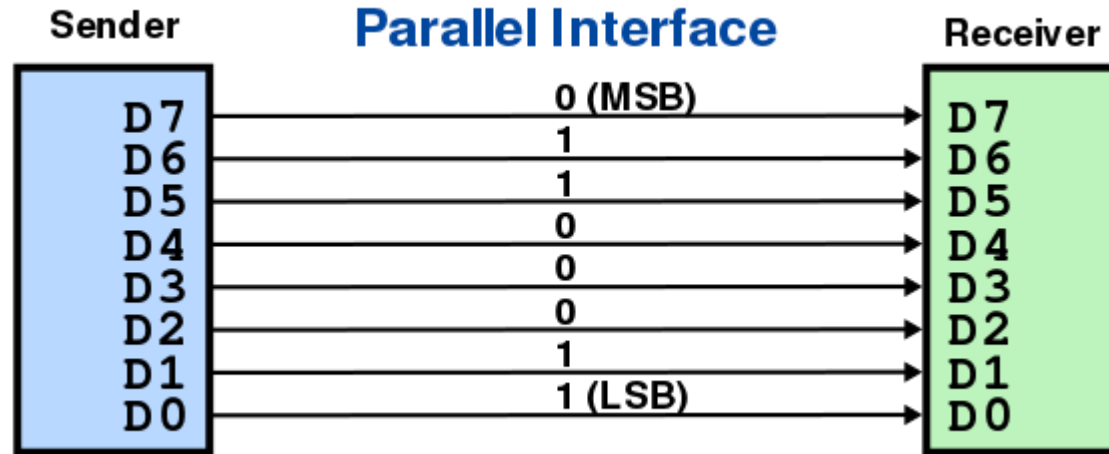 Sender Parallel Interface Receiver
0 (MSB)
D7 D7
1
D6 D6
1
D5 D5
0
D4 D4
0
D3 D3
0
D2 D2
1
D1 D1
1 (LSB)
D0 D0